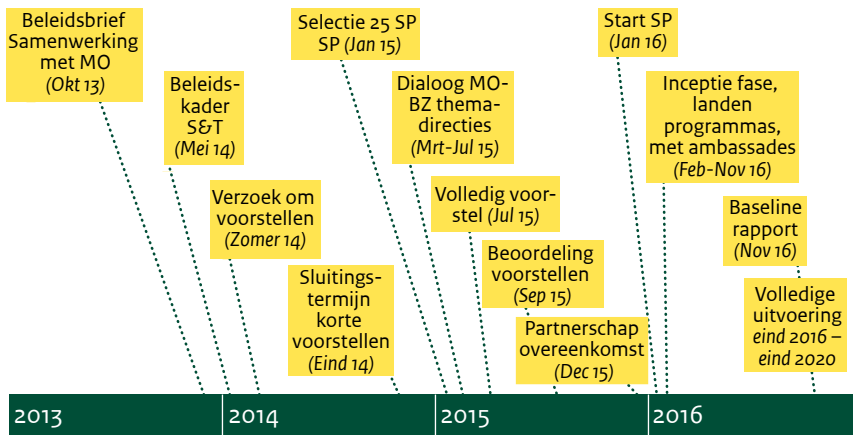 Beleidsbrief
Samenwerking
met MO
(Okt 13)
Beleids-
kader
S&T
(Mei 14)
Verzoek om
voorstellen
(Zomer 14)
Sluitings-
termijn
korte
voorstellen
(Eind 14)
Selectie 25 SP
SP (Jan 15)
Dialoog MO-
BZ thema-
directies
(Mrt-Jul 15)
Volledig voor-
stel (Jul 15)
Beoordeling
voorstellen
(Sep 15)
Partnerschap
overeenkomst
(Dec 15)
Start SP
(Jan 16)
Inceptie fase,
landen
programmas,
met ambassades
(Feb-Nov 16)
Baseline
rapport
(Nov 16)
Volledige
uitvoering
eind 2016 –
eind 2020
2013
2014
2015
2016